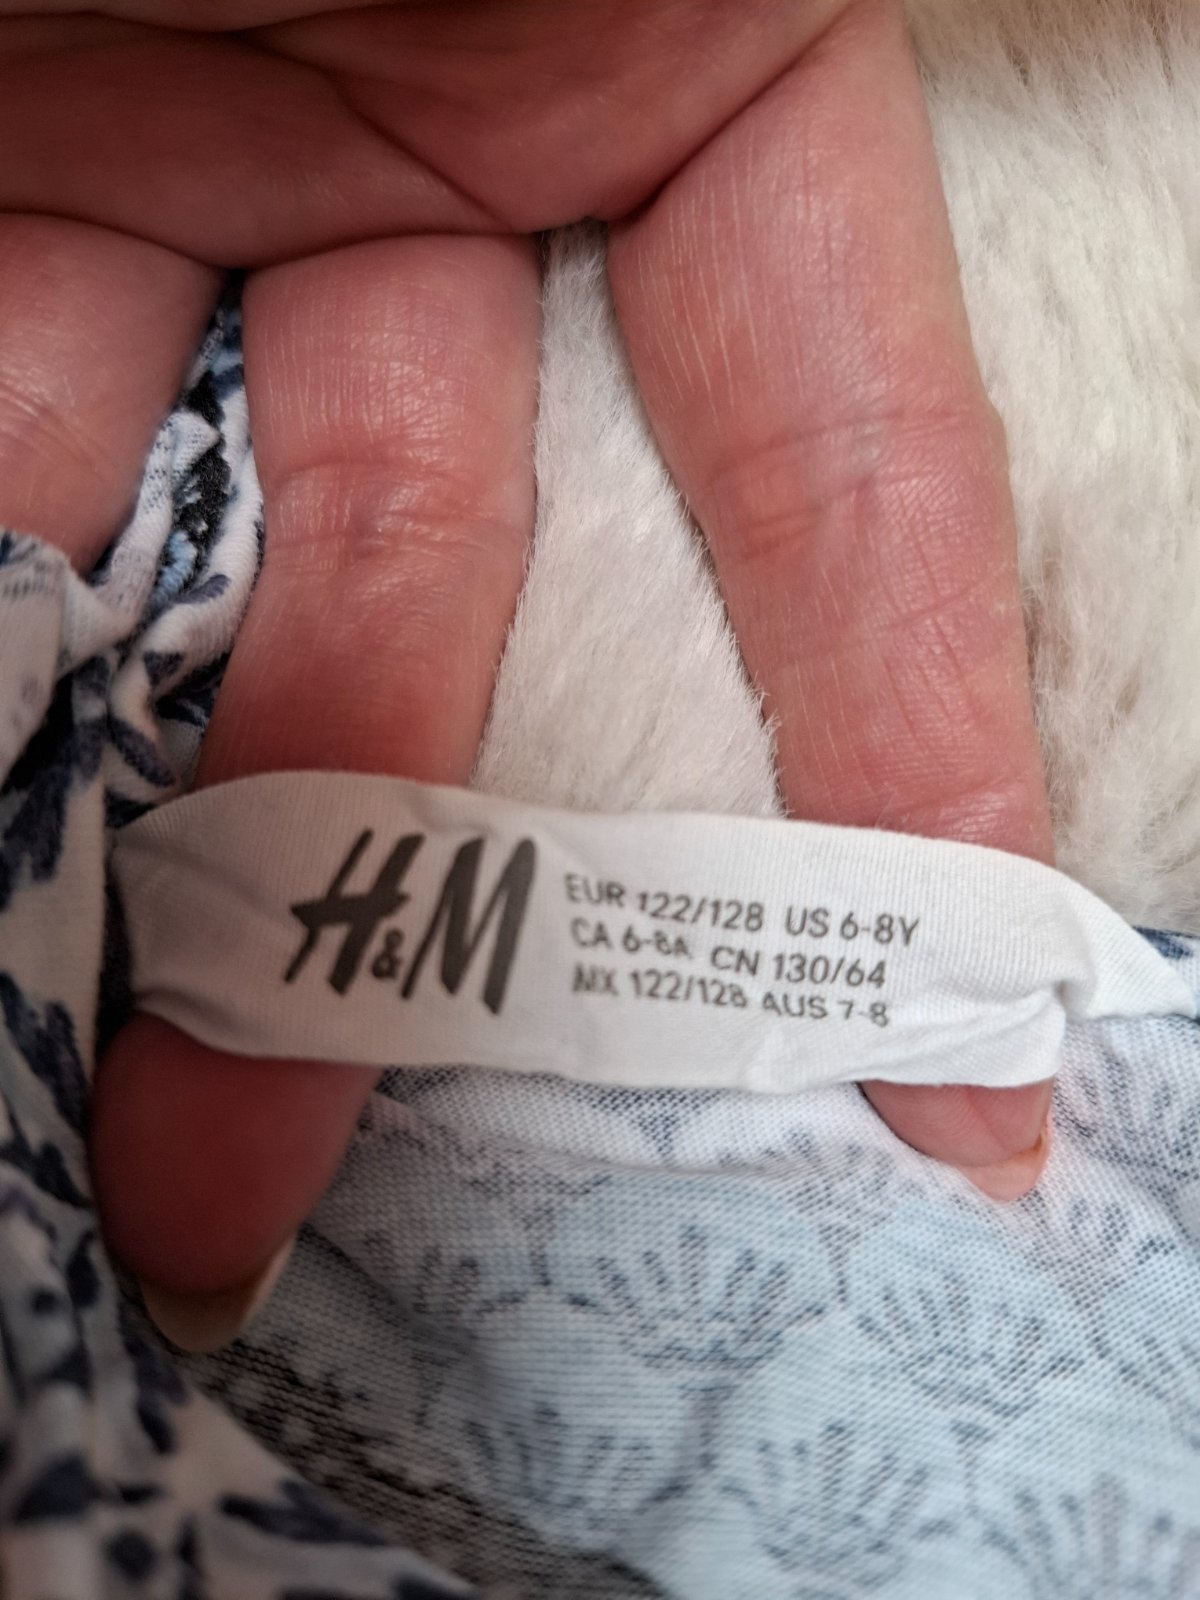 H&M
EUR 122/128 US 6-8Y
CA 6-8A CN 130/64
MX 122/128 AUS 7-8